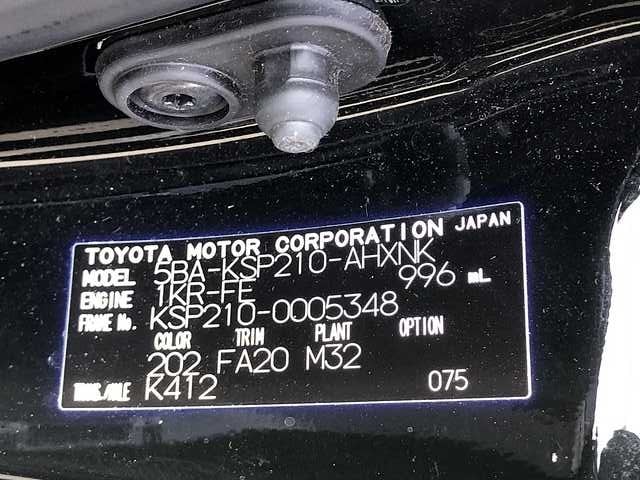 TOYOTA MOTOR CORPORATION JAPAN
MODEL 5BA-KSP210-AHXNK
ENGINE 1KR-FE 996 mL
FRAME No. KSP210-0005348
COLOR TRIM PLANT OPTION
202 FA20 M32
TRANS/AXLE K412 075